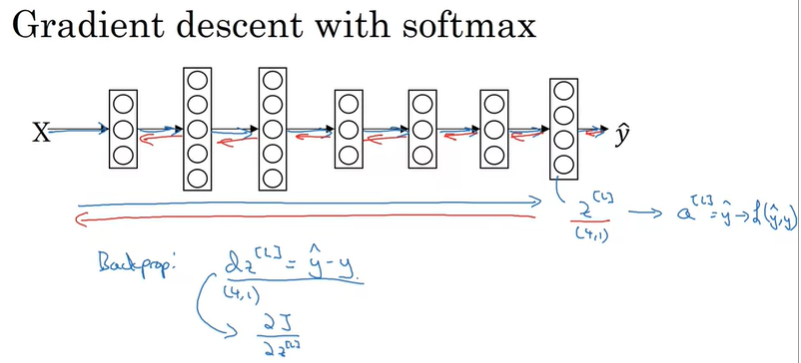 Gradient descent with softmax
X ŷ
z^[L] → a^[L] = ŷ → ℒ(ŷ, y)
(4,1)
Backprop: dz^[L] = ŷ - y.
(4,1)
∂J
∂z^[L]